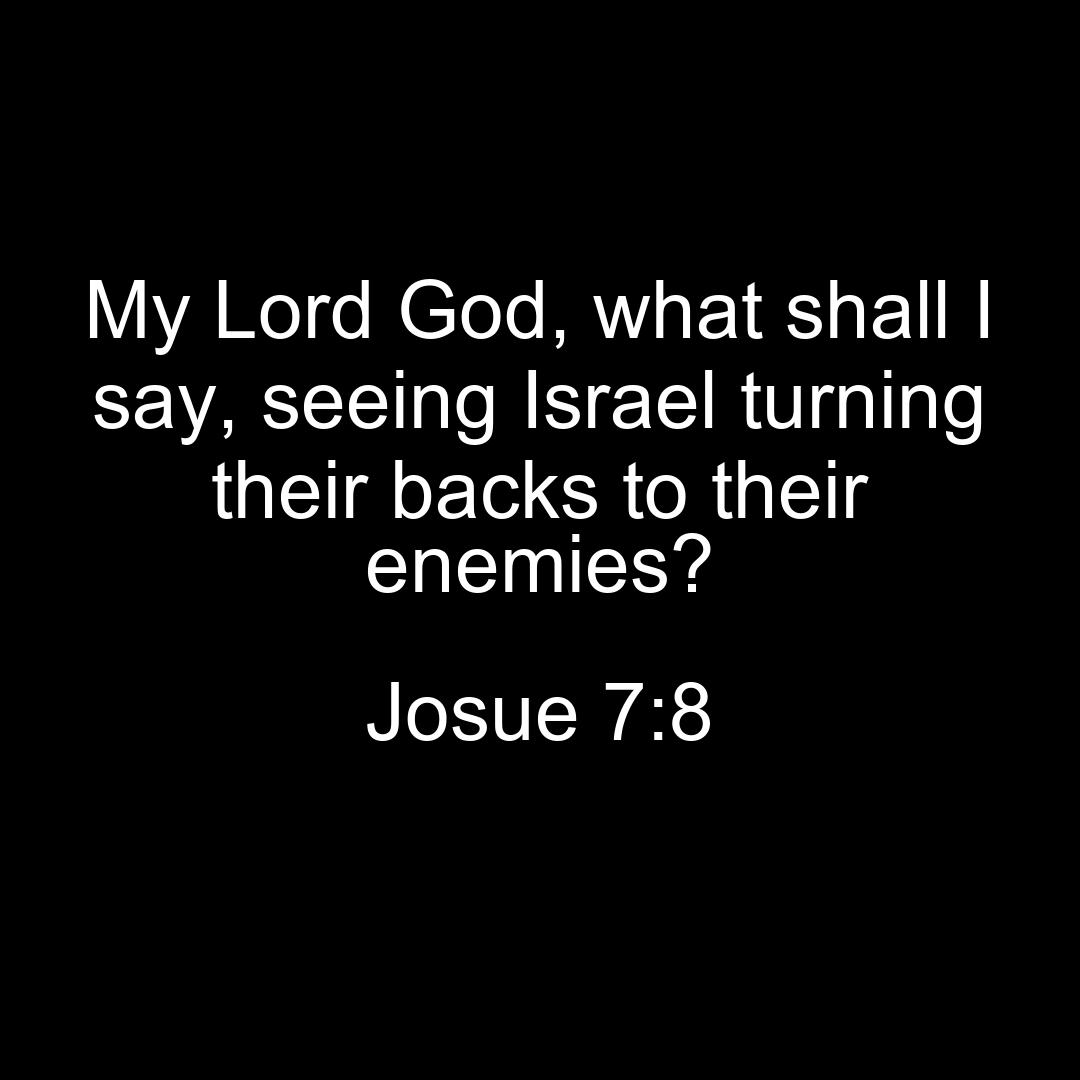 My Lord God, what shall I
say, seeing Israel turning
their backs to their
enemies?
Josue 7:8